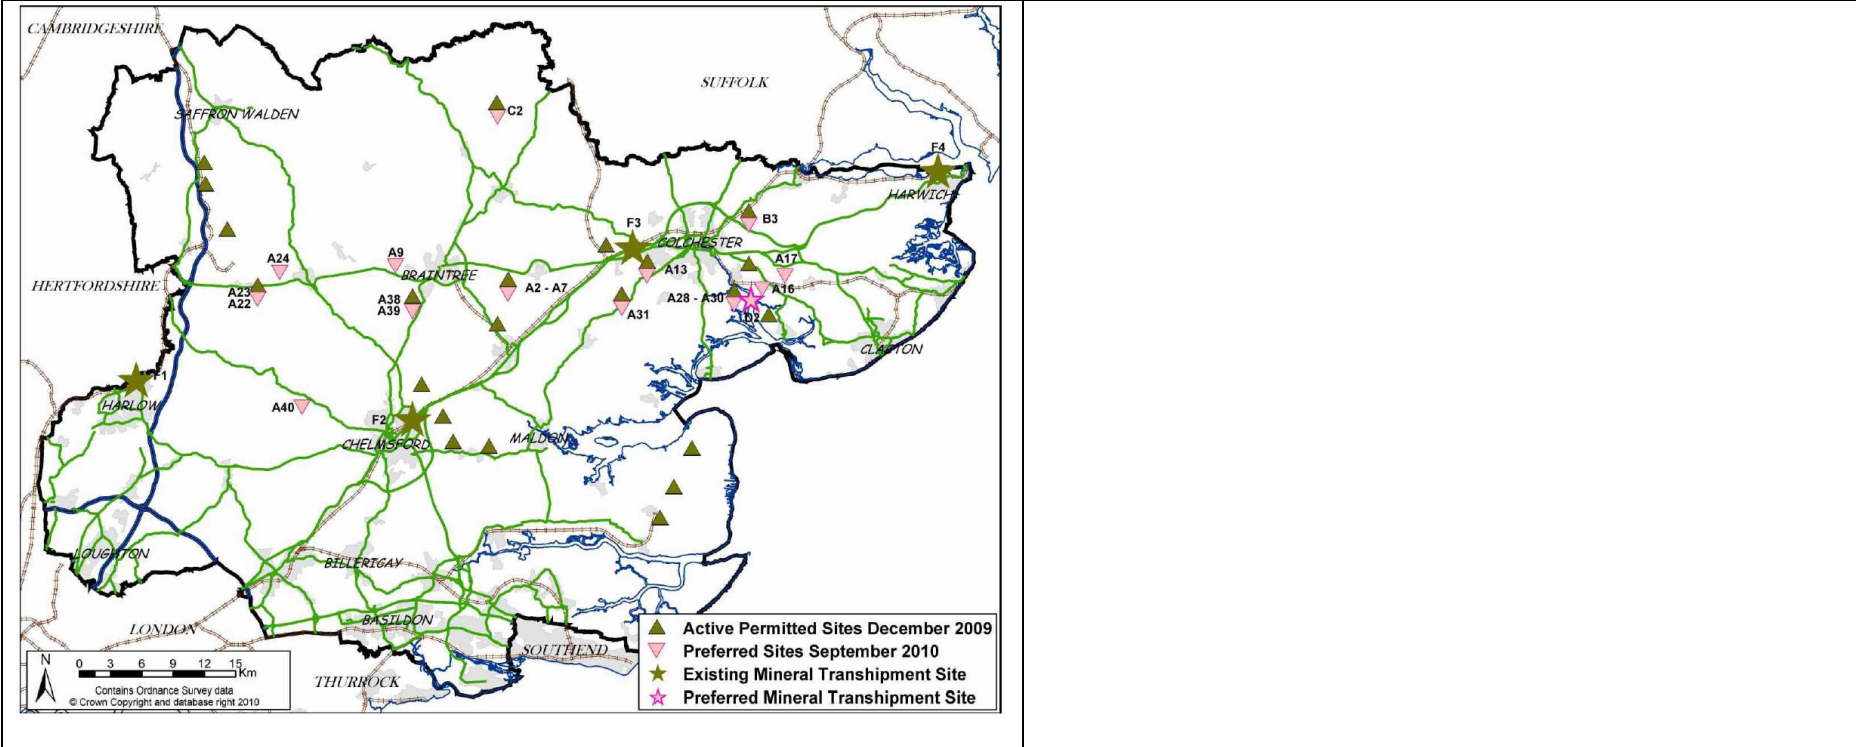 CAMBRIDGESHIRE
SUFFOLK
C2
SAFFRON WALDEN
F4
HARWICH
B3
F3
COLCHESTER
A24
A9
A17
BRAINTREE
A13
HERTFORDSHIRE
A23
A22
A38
A39
A2 - A7
A28 - A30
A16
A31
D2
CLACTON
F1
HARLOW
A40
F2
CHELMSFORD
MALDON
LOUGHTON
BILLERIGAY
BASILDON
LONDON
SOUTHEND
THURROCK
Active Permitted Sites December 2009
Preferred Sites September 2010
Existing Mineral Transhipment Site
Preferred Mineral Transhipment Site
N
0 3 6 9 12 15
Km
Contains Ordnance Survey data
© Crown Copyright and database right 2010